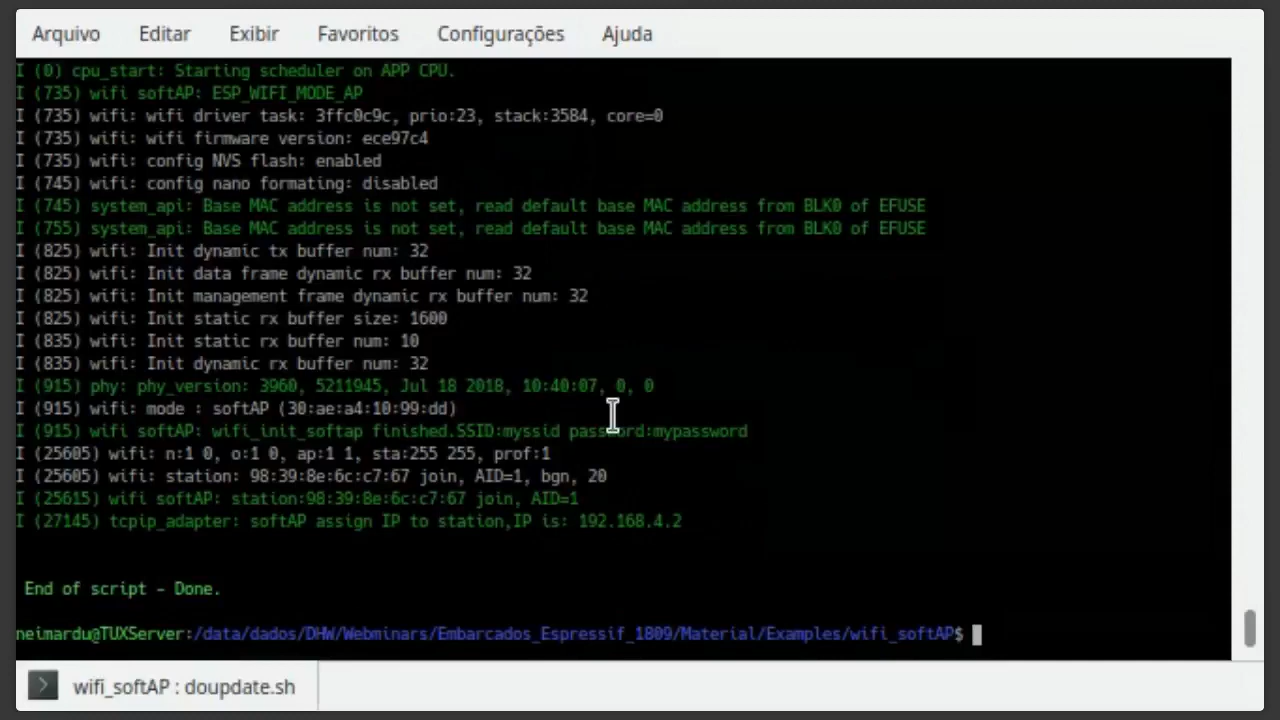 Arquivo Editar Exibir Favoritos Configurações Ajuda
I (0) cpu_start: Starting scheduler on APP CPU.
I (735) wifi softAP: ESP_WIFI_MODE_AP
I (735) wifi: wifi driver task: 3ffc0c9c, prio:23, stack:3584, core=0
I (735) wifi: wifi firmware version: ece97c4
I (735) wifi: config NVS flash: enabled
I (745) wifi: config nano formating: disabled
I (745) system_api: Base MAC address is not set, read default base MAC address from BLK0 of EFUSE
I (755) system_api: Base MAC address is not set, read default base MAC address from BLK0 of EFUSE
I (825) wifi: Init dynamic tx buffer num: 32
I (825) wifi: Init data frame dynamic rx buffer num: 32
I (825) wifi: Init management frame dynamic rx buffer num: 32
I (825) wifi: Init static rx buffer size: 1600
I (835) wifi: Init static rx buffer num: 10
I (835) wifi: Init dynamic rx buffer num: 32
I (915) phy: phy_version: 3960, 5211945, Jul 18 2018, 10:40:07, 0, 0
I (915) wifi: mode : softAP (30:ae:a4:10:99:dd)
I (915) wifi softAP: wifi_init_softap finished.SSID:myssid password:mypassword
I (25605) wifi: n:1 0, o:1 0, ap:1 1, sta:255 255, prof:1
I (25605) wifi: station: 98:39:8e:6c:c7:67 join, AID=1, bgn, 20
I (25615) wifi softAP: station:98:39:8e:6c:c7:67 join, AID=1
I (27145) tcpip_adapter: softAP assign IP to station,IP is: 192.168.4.2
End of script - Done.
neimardu@TUXServer:/data/dados/DHW/Webminars/Embarcados_Espressif_1809/Material/Examples/wifi_softAP$
wifi_softAP : doupdate.sh